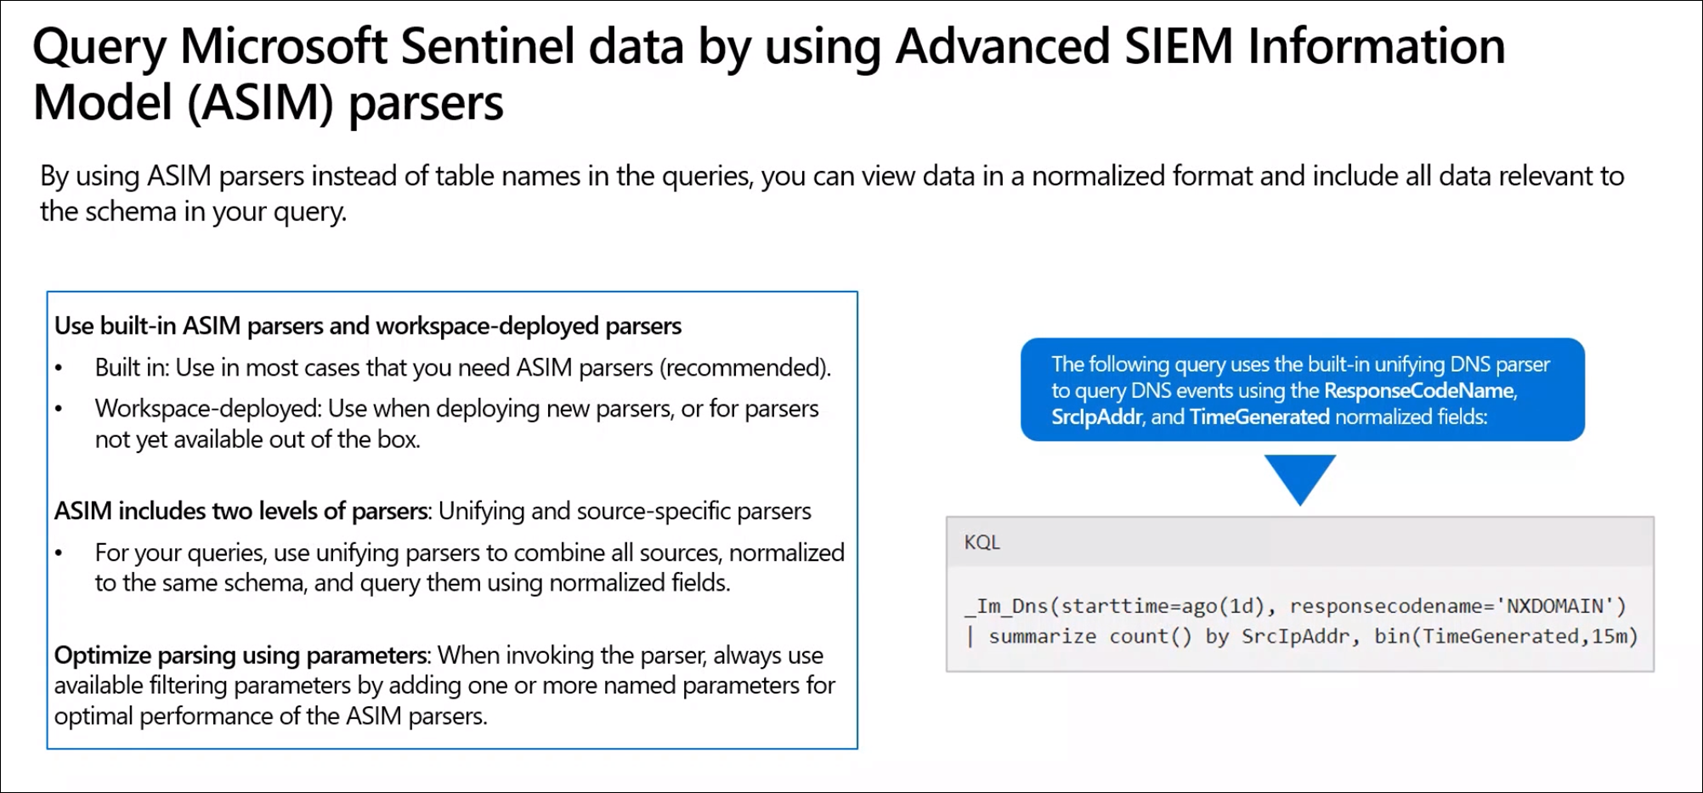 Query Microsoft Sentinel data by using Advanced SIEM Information
Model (ASIM) parsers
By using ASIM parsers instead of table names in the queries, you can view data in a normalized format and include all data relevant to
the schema in your query.
Use built-in ASIM parsers and workspace-deployed parsers
• Built in: Use in most cases that you need ASIM parsers (recommended).
• Workspace-deployed: Use when deploying new parsers, or for parsers
not yet available out of the box.
ASIM includes two levels of parsers: Unifying and source-specific parsers
• For your queries, use unifying parsers to combine all sources, normalized
to the same schema, and query them using normalized fields.
Optimize parsing using parameters: When invoking the parser, always use
available filtering parameters by adding one or more named parameters for
optimal performance of the ASIM parsers.
The following query uses the built-in unifying DNS parser
to query DNS events using the ResponseCodeName,
SrcIpAddr, and TimeGenerated normalized fields:
KQL
_Im_Dns(starttime=ago(1d), responsecodename='NXDOMAIN')
| summarize count() by SrcIpAddr, bin(TimeGenerated,15m)